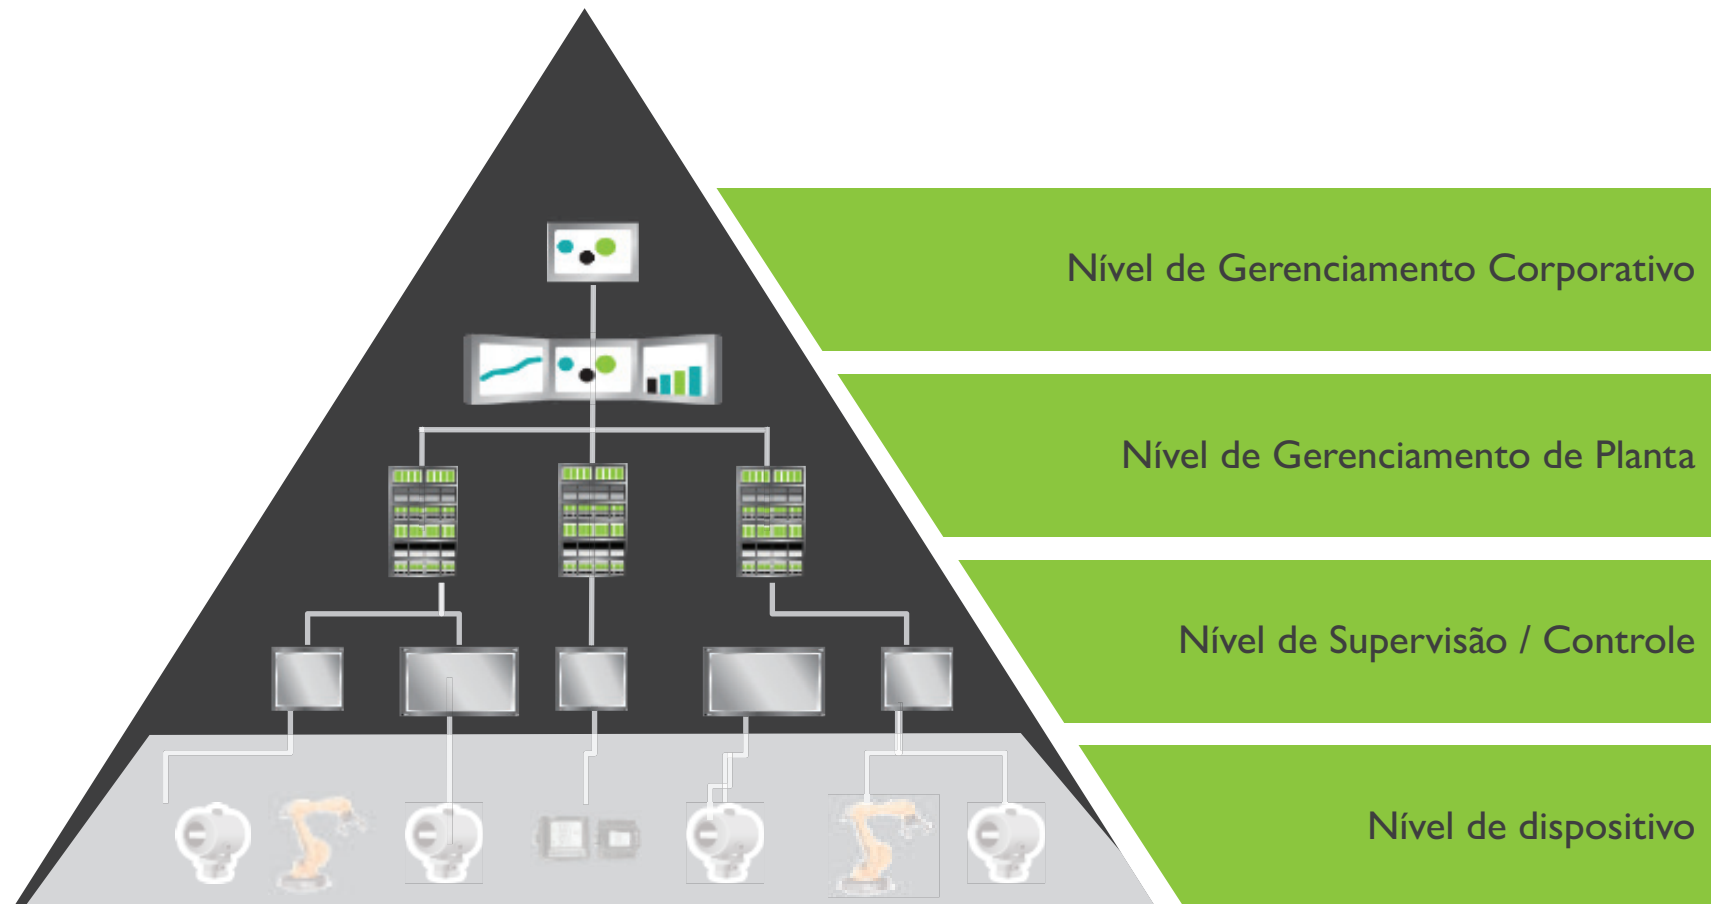 Nível de Gerenciamento Corporativo
Nível de Gerenciamento de Planta
Nível de Supervisão / Controle
Nível de dispositivo